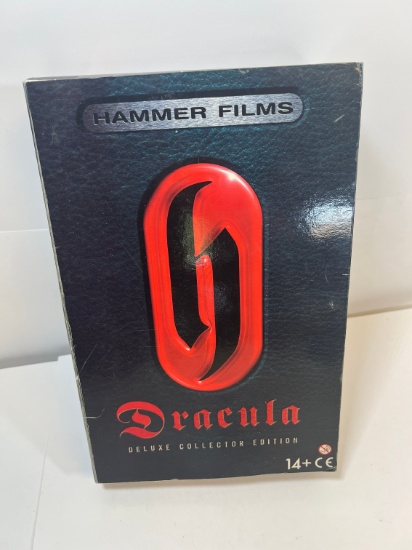 HAMMER FILMS
Dracula
DELUXE COLLECTOR EDITION
14+ CE